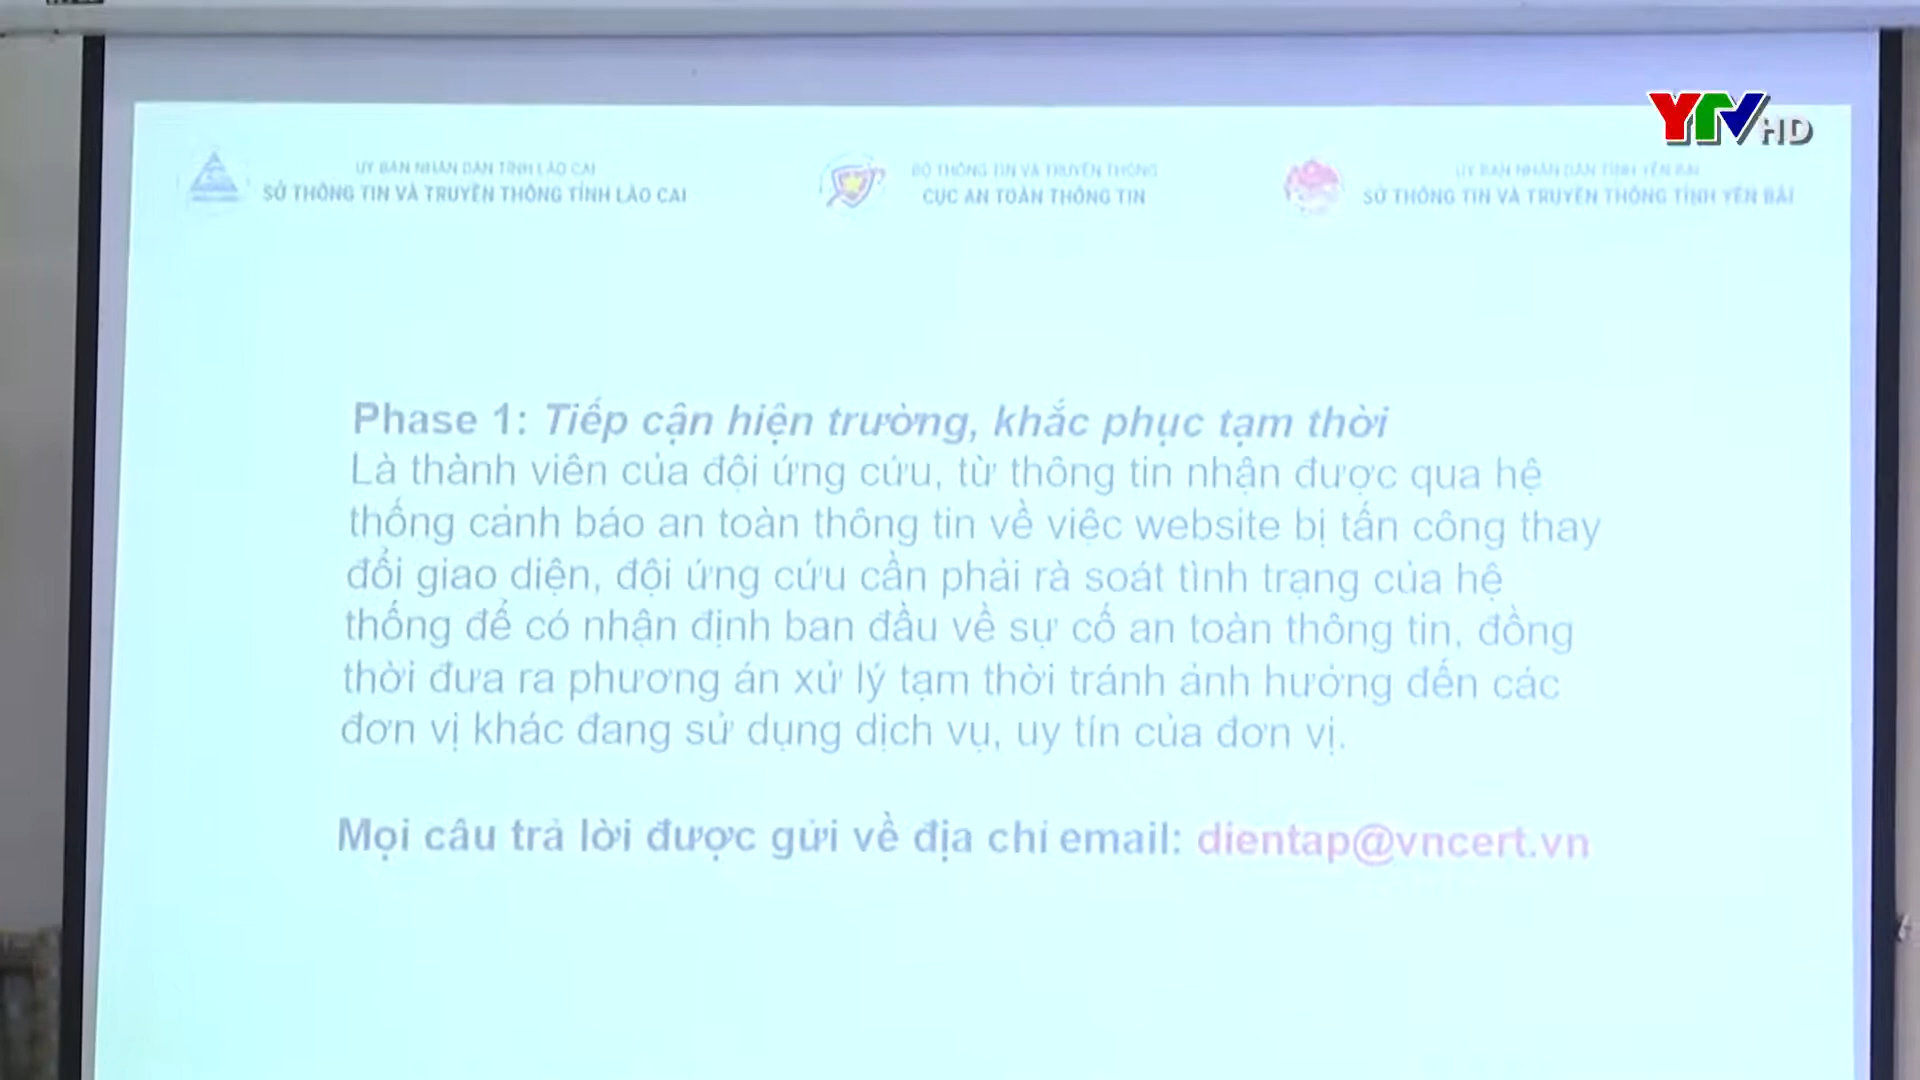 YTV HD
ỦY BAN NHÂN DÂN TỈNH LÀO CAI
SỞ THÔNG TIN VÀ TRUYỀN THÔNG TỈNH LÀO CAI
BỘ THÔNG TIN VÀ TRUYỀN THÔNG
CỤC AN TOÀN THÔNG TIN
ỦY BAN NHÂN DÂN TỈNH YÊN BÁI
SỞ THÔNG TIN VÀ TRUYỀN THÔNG TỈNH YÊN BÁI
Phase 1: Tiếp cận hiện trường, khắc phục tạm thời
Là thành viên của đội ứng cứu, từ thông tin nhận được qua hệ
thống cảnh báo an toàn thông tin về việc website bị tấn công thay
đổi giao diện, đội ứng cứu cần phải rà soát tình trạng của hệ
thống để có nhận định ban đầu về sự cố an toàn thông tin, đồng
thời đưa ra phương án xử lý tạm thời tránh ảnh hưởng đến các
đơn vị khác đang sử dụng dịch vụ, uy tín của đơn vị.
Mọi câu trả lời được gửi về địa chỉ email: dientap@vncert.vn